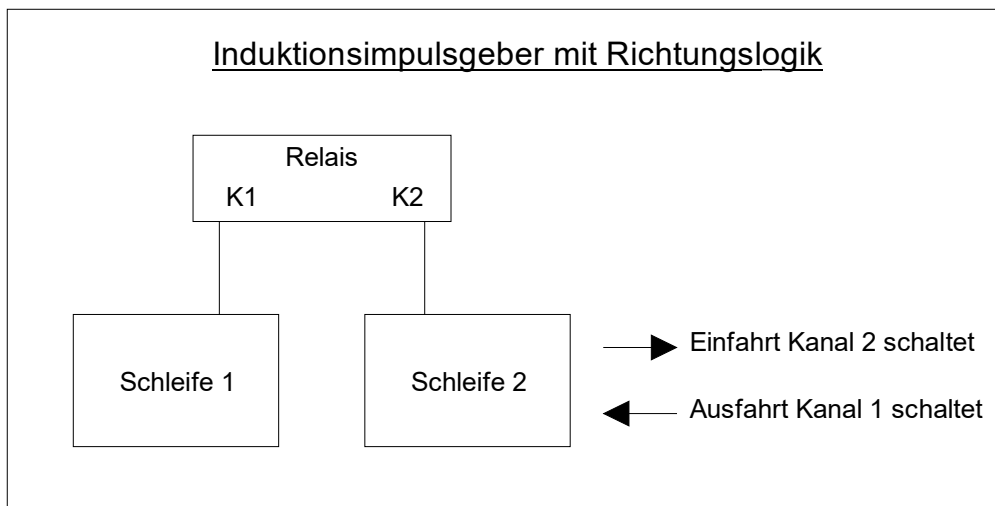 Induktionsimpulsgeber mit Richtungslogik
Relais
K1 K2
Schleife 1
Schleife 2
Einfahrt Kanal 2 schaltet
Ausfahrt Kanal 1 schaltet